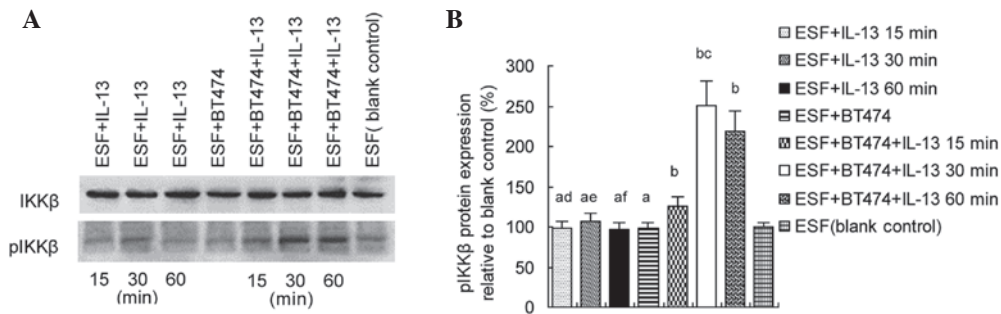 A
ESF+IL-13
ESF+IL-13
ESF+IL-13
ESF+BT474
ESF+BT474+IL-13
ESF+BT474+IL-13
ESF+BT474+IL-13
ESF( blank control)
IKKβ
pIKKβ
15 30 60 15 30 60
(min) (min)
B
pIKKβ protein expression
relative to blank control (%)
300
250
200
150
100
50
0
ad ae af a b bc b
ESF+IL-13 15 min
ESF+IL-13 30 min
ESF+IL-13 60 min
ESF+BT474
ESF+BT474+IL-13 15 min
ESF+BT474+IL-13 30 min
ESF+BT474+IL-13 60 min
ESF(blank control)